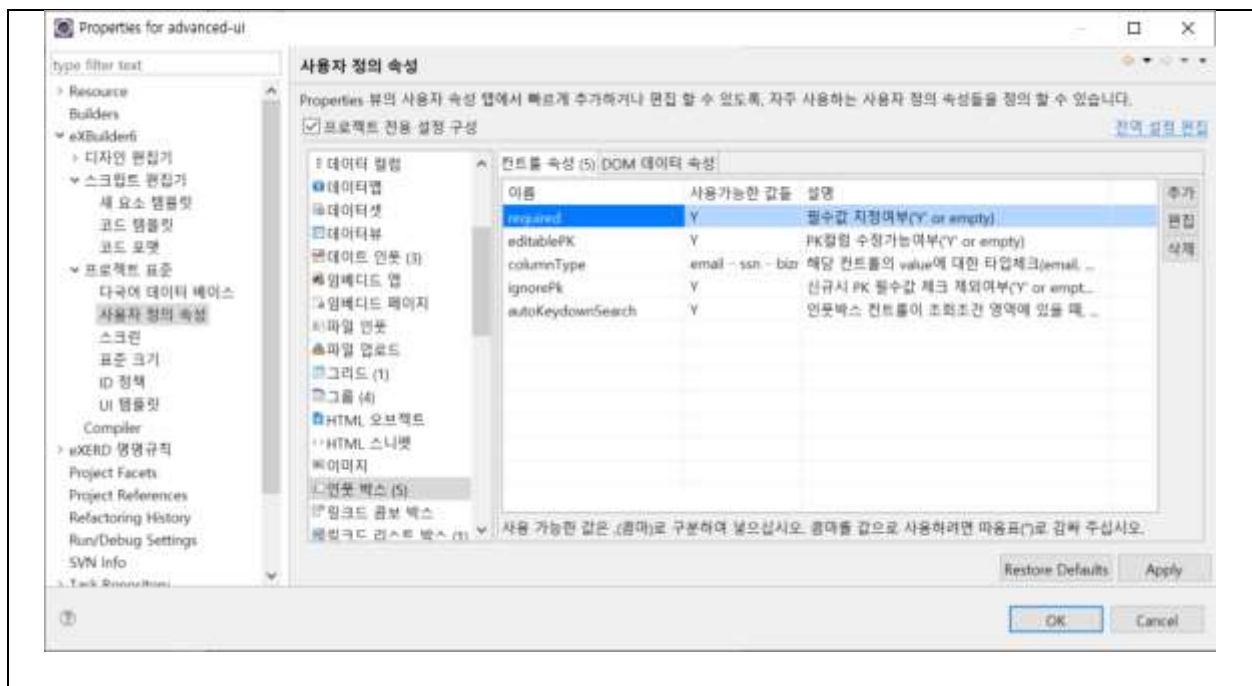 Properties for advanced-ui
type filter text
Resource
Builders
eXBuilder6
디자인 편집기
스크립트 편집기
새 요소 템플릿
코드 템플릿
코드 포맷
프로젝트 표준
다국어 데이터 베이스
사용자 정의 속성
스크린
표준 크기
ID 정책
UI 템플릿
Compiler
eXERD 명명규칙
Project Facets
Project References
Refactoring History
Run/Debug Settings
SVN Info
Task Repository
사용자 정의 속성
Properties 뷰의 사용자 속성 탭에서 빠르게 추가하거나 편집 할 수 있도록, 자주 사용하는 사용자 정의 속성들을 정의 할 수 있습니다.
프로젝트 전용 설정 구성
전역 설정 편집
데이터 컬럼
데이터맵
데이터셋
데이터뷰
데이트 인풋 (3)
임베디드 앱
임베디드 페이지
파일 인풋
파일 업로드
그리드 (1)
그룹 (4)
HTML 오브젝트
HTML 스니펫
이미지
인풋 박스 (5)
링크드 콤보 박스
링크드 리스트 박스 (1)
컨트롤 속성 (5) DOM 데이터 속성
이름 사용가능한 값들 설명
required Y 필수값 지정여부('Y' or empty)
editablePK Y PK컬럼 수정가능여부('Y' or empty)
columnType email - ssn - bizr 해당 컨트롤의 value에 대한 타입체크(email, ...
ignorePk Y 신규시 PK 필수값 체크 제외여부('Y' or empt...
autoKeydownSearch Y 인풋박스 컨트롤이 조회조건 영역에 있을 때, ...
추가
편집
삭제
사용 가능한 값은 ,(콤마)로 구분하여 넣으십시오. 콤마를 값으로 사용하려면 따옴표(")로 감싸 주십시오.
Restore Defaults Apply
OK Cancel